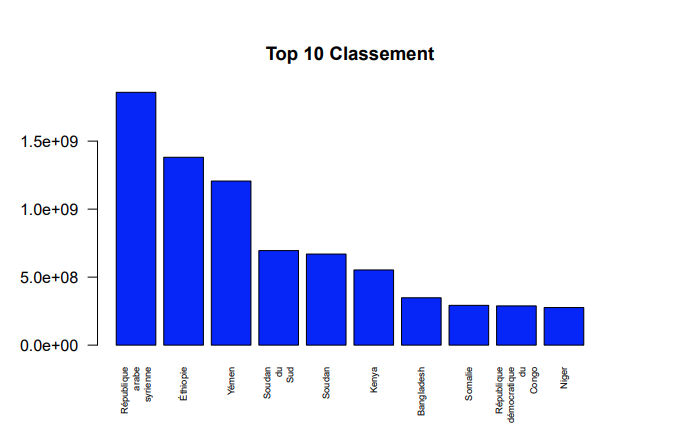 Top 10 Classement
1.5e+09
1.0e+09
5.0e+08
0.0e+00
République
arabe
syrienne
Éthiopie
Yémen
Soudan
du
Sud
Soudan
Kenya
Bangladesh
Somalie
République
démocratique
du
Congo
Niger